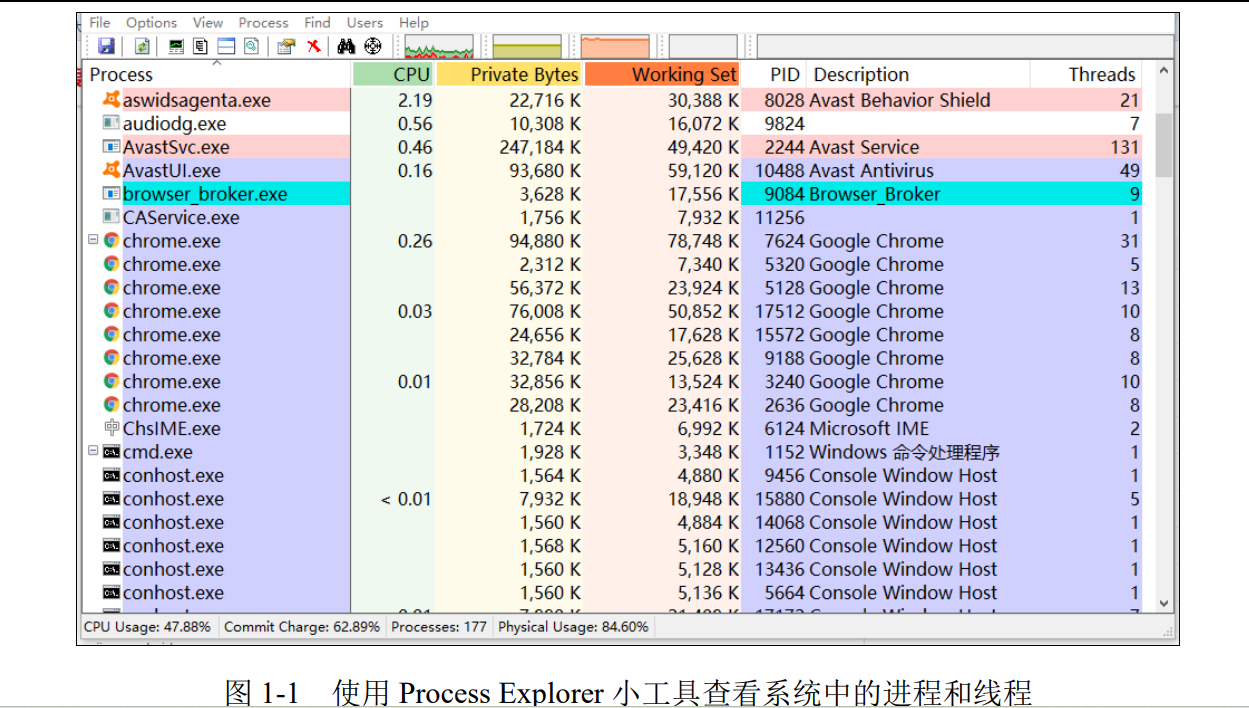 File Options View Process Find Users Help
Process CPU Private Bytes Working Set PID Description Threads
aswidsagenta.exe 2.19 22,716 K 30,388 K 8028 Avast Behavior Shield 21
audiodg.exe 0.56 10,308 K 16,072 K 9824 7
AvastSvc.exe 0.46 247,184 K 49,420 K 2244 Avast Service 131
AvastUI.exe 0.16 93,680 K 59,120 K 10488 Avast Antivirus 49
browser_broker.exe 3,628 K 17,556 K 9084 Browser_Broker 9
CAService.exe 1,756 K 7,932 K 11256 1
chrome.exe 0.26 94,880 K 78,748 K 7624 Google Chrome 31
chrome.exe 2,312 K 7,340 K 5320 Google Chrome 5
chrome.exe 56,372 K 23,924 K 5128 Google Chrome 13
chrome.exe 0.03 76,008 K 50,852 K 17512 Google Chrome 10
chrome.exe 24,656 K 17,628 K 15572 Google Chrome 8
chrome.exe 32,784 K 25,628 K 9188 Google Chrome 8
chrome.exe 0.01 32,856 K 13,524 K 3240 Google Chrome 10
chrome.exe 28,208 K 23,416 K 2636 Google Chrome 8
ChsIME.exe 1,724 K 6,992 K 6124 Microsoft IME 2
cmd.exe 1,928 K 3,348 K 1152 Windows 命令处理程序 1
conhost.exe 1,564 K 4,880 K 9456 Console Window Host 1
conhost.exe < 0.01 7,932 K 18,948 K 15880 Console Window Host 5
conhost.exe 1,560 K 4,884 K 14068 Console Window Host 1
conhost.exe 1,568 K 5,160 K 12560 Console Window Host 1
conhost.exe 1,560 K 5,128 K 13436 Console Window Host 1
conhost.exe 1,560 K 5,136 K 5664 Console Window Host 1
CPU Usage: 47.88% Commit Charge: 62.89% Processes: 177 Physical Usage: 84.60%
图 1-1 使用 Process Explorer 小工具查看系统中的进程和线程